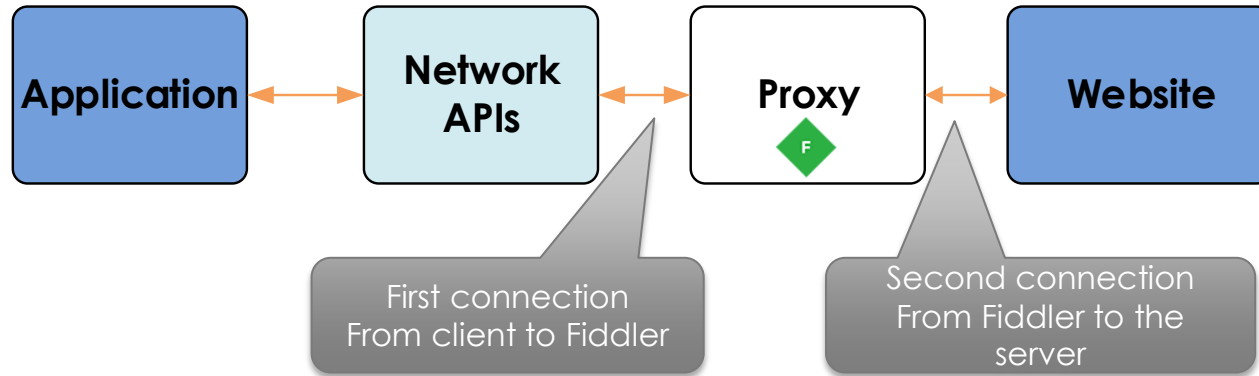 Application
Network
APIs
Proxy
F
Website
First connection
From client to Fiddler
Second connection
From Fiddler to the
server